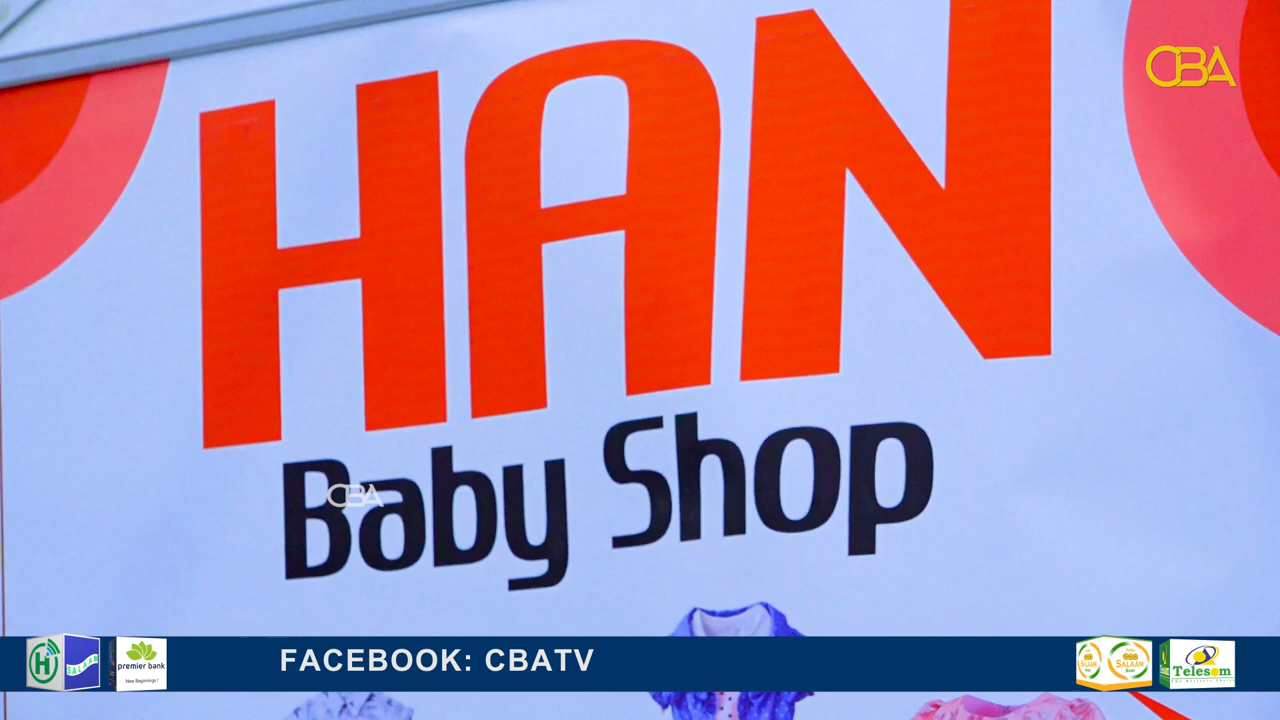 HAN
CBA
Baby Shop
CBA
FACEBOOK: CBATV
SALAAM
premier bank
New Beginnings!
SALAAM
Telesom